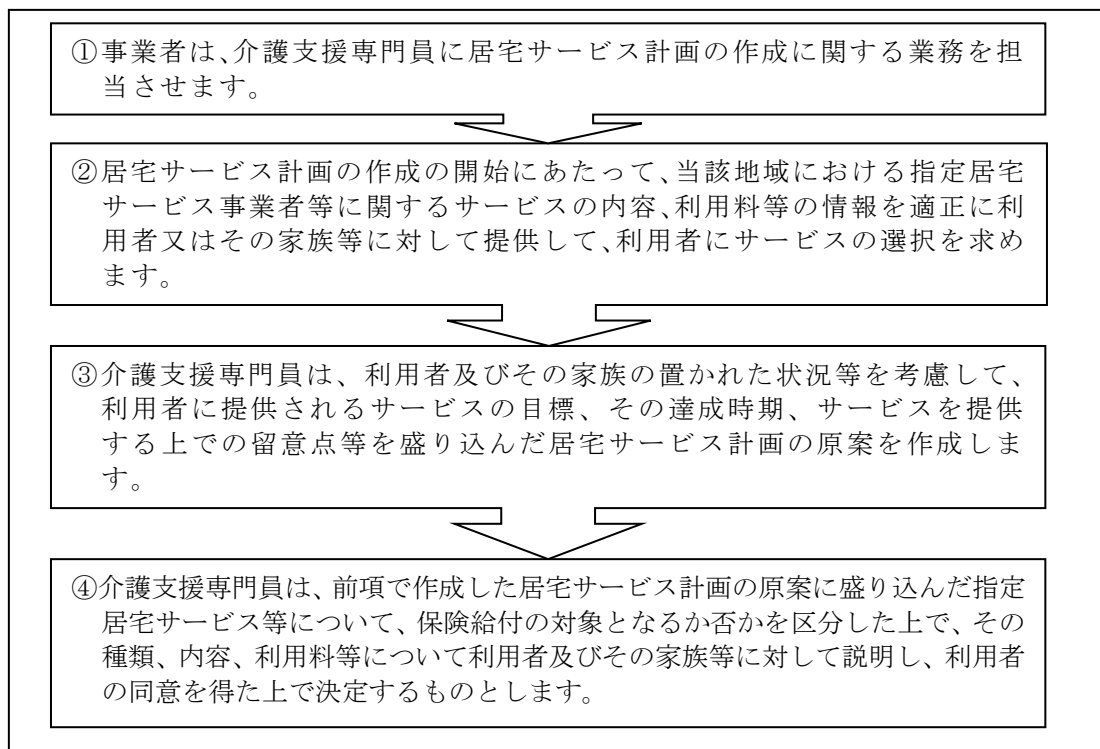 ①事業者は、介護支援専門員に居宅サービス計画の作成に関する業務を担
当させます。
②居宅サービス計画の作成の開始にあたって、当該地域における指定居宅
サービス事業者等に関するサービスの内容、利用料等の情報を適正に利
用者又はその家族等に対して提供して、利用者にサービスの選択を求め
ます。
③介護支援専門員は、利用者及びその家族の置かれた状況等を考慮して、
利用者に提供されるサービスの目標、その達成時期、サービスを提供
する上での留意点等を盛り込んだ居宅サービス計画の原案を作成しま
す。
④介護支援専門員は、前項で作成した居宅サービス計画の原案に盛り込んだ指定
居宅サービス等について、保険給付の対象となるか否かを区分した上で、その
種類、内容、利用料等について利用者及びその家族等に対して説明し、利用者
の同意を得た上で決定するものとします。